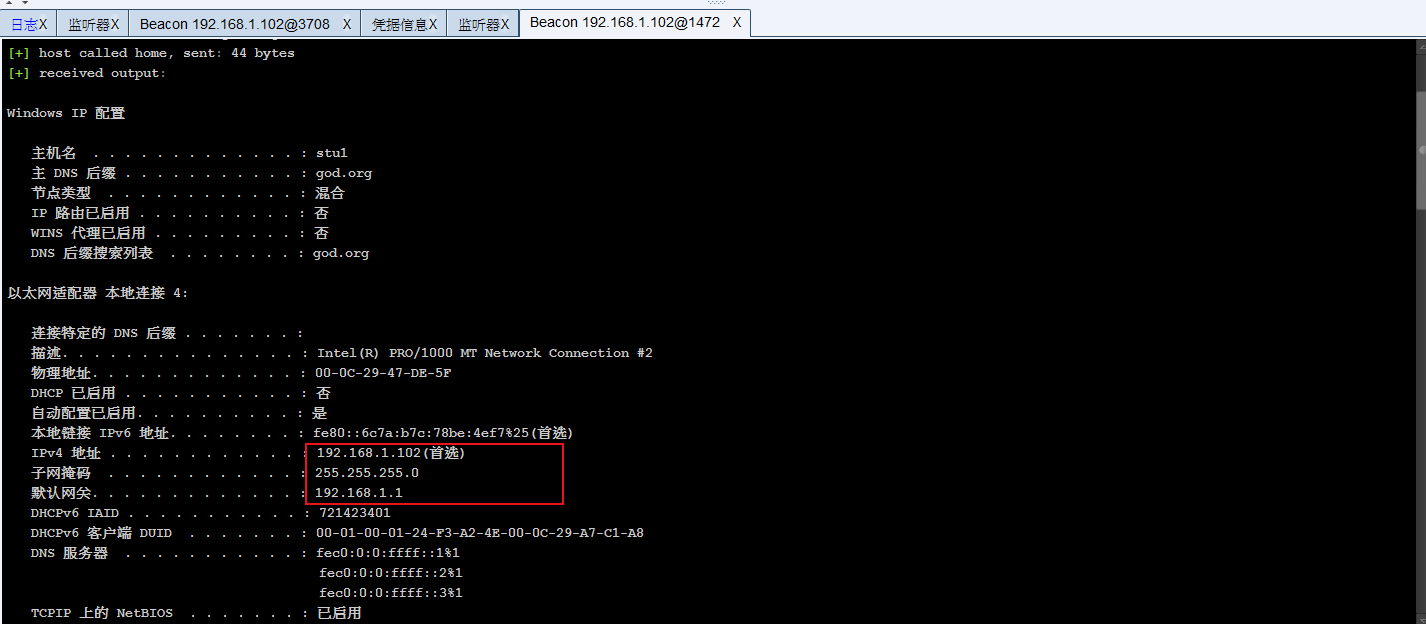 日志X 监听器X Beacon 192.168.1.102@3708 X 凭据信息X 监听器X Beacon 192.168.1.102@1472 X
[+] host called home, sent: 44 bytes
[+] received output:
Windows IP 配置
主机名 . . . . . . . . . . . . . : stu1
主 DNS 后缀 . . . . . . . . . . . : god.org
节点类型 . . . . . . . . . . . . : 混合
IP 路由已启用 . . . . . . . . . . : 否
WINS 代理已启用 . . . . . . . . . : 否
DNS 后缀搜索列表 . . . . . . . . : god.org
以太网适配器 本地连接 4:
连接特定的 DNS 后缀 . . . . . . . :
描述. . . . . . . . . . . . . . . : Intel(R) PRO/1000 MT Network Connection #2
物理地址. . . . . . . . . . . . . : 00-0C-29-47-DE-5F
DHCP 已启用 . . . . . . . . . . . : 否
自动配置已启用. . . . . . . . . . : 是
本地链接 IPv6 地址. . . . . . . . : fe80::6c7a:b7c:78be:4ef7%25(首选)
IPv4 地址 . . . . . . . . . . . . : 192.168.1.102(首选)
子网掩码 . . . . . . . . . . . . : 255.255.255.0
默认网关. . . . . . . . . . . . . : 192.168.1.1
DHCPv6 IAID . . . . . . . . . . . : 721423401
DHCPv6 客户端 DUID . . . . . . . : 00-01-00-01-24-F3-A2-4E-00-0C-29-A7-C1-A8
DNS 服务器 . . . . . . . . . . . : fec0:0:0:ffff::1%1
fec0:0:0:ffff::2%1
fec0:0:0:ffff::3%1
TCPIP 上的 NetBIOS . . . . . . . : 已启用